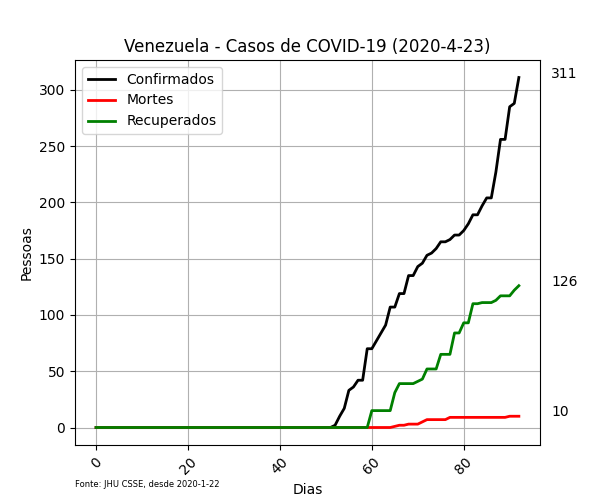 Venezuela - Casos de COVID-19 (2020-4-23)
Confirmados
Mortes
Recuperados
311
126
10
300
250
200
150
100
50
0
Pessoas
0
20
40
60
80
Dias
Fonte: JHU CSSE, desde 2020-1-22